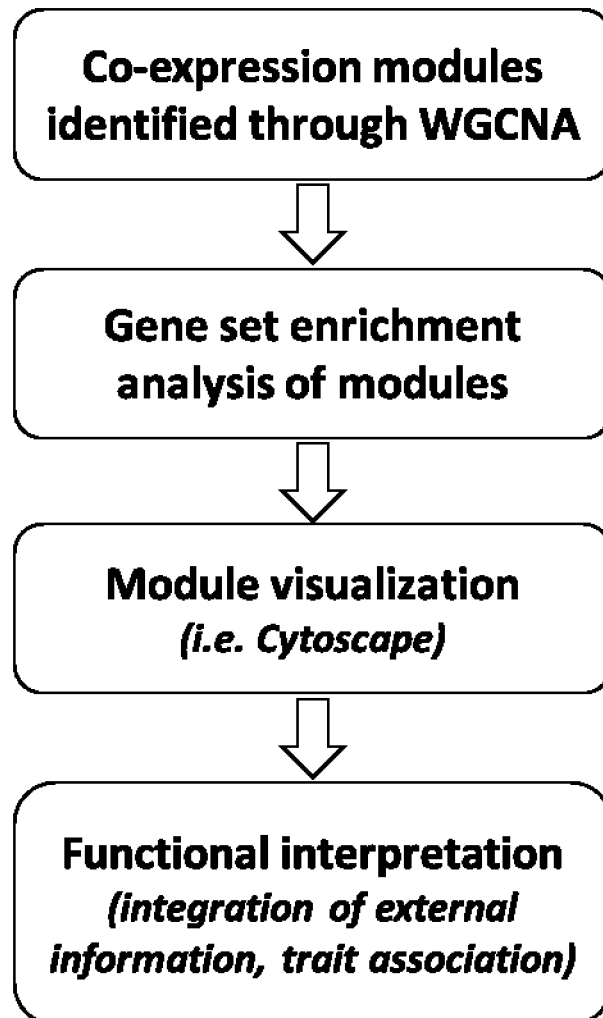 Co-expression modules
identified through WGCNA
Gene set enrichment
analysis of modules
Module visualization
(i.e. Cytoscape)
Functional interpretation
(integration of external
information, trait association)